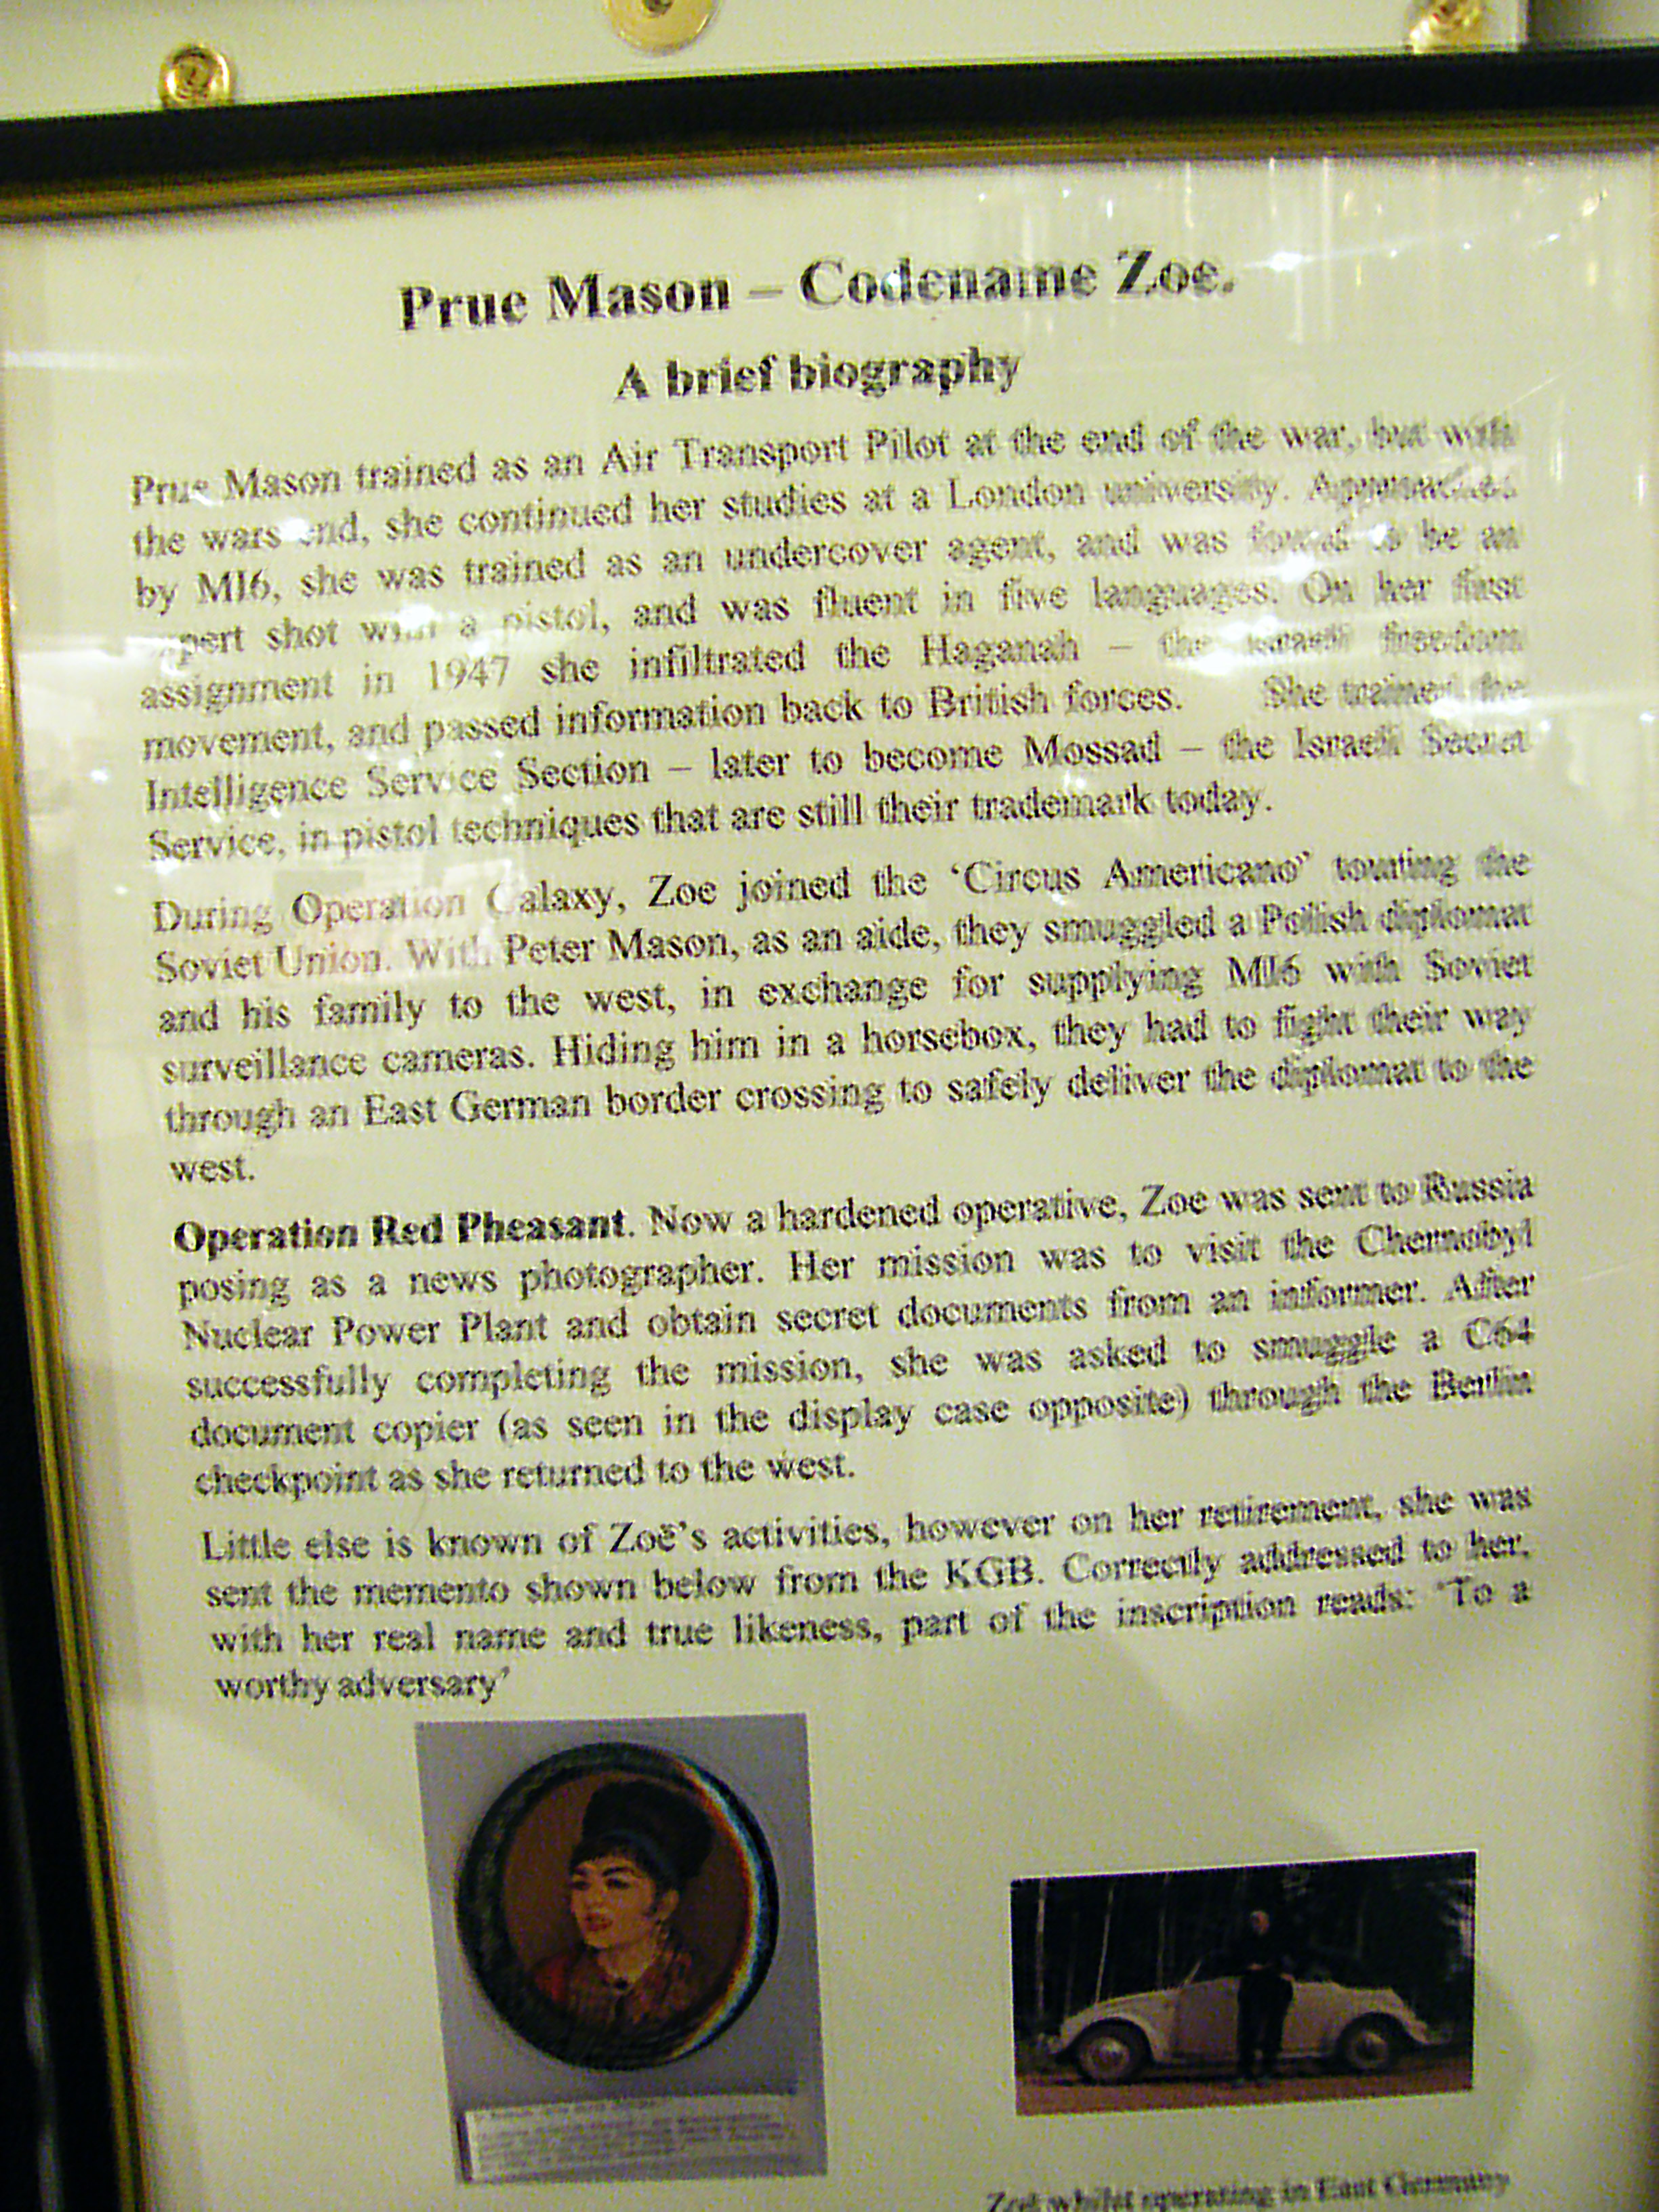 Prue Mason – Codename Zoe.
A brief biography
Prue Mason trained as an Air Transport Pilot at the end of the war, but with
the wars end, she continued her studies at a London university. Approached
by MI6, she was trained as an undercover agent, and was found to be an
expert shot with a pistol, and was fluent in five languages. On her first
assignment in 1947 she infiltrated the Haganah – the Israeli freedom
movement, and passed information back to British forces. She trained the
Intelligence Service Section – later to become Mossad – the Israeli Secret
Service, in pistol techniques that are still their trademark today.
During Operation Galaxy, Zoe joined the ‘Circus Americano’ touring the
Soviet Union. With Peter Mason, as an aide, they smuggled a Polish diplomat
and his family to the west, in exchange for supplying MI6 with Soviet
surveillance cameras. Hiding him in a horsebox, they had to fight their way
through an East German border crossing to safely deliver the diplomat to the
west.
Operation Red Pheasant. Now a hardened operative, Zoe was sent to Russia
posing as a news photographer. Her mission was to visit the Chernobyl
Nuclear Power Plant and obtain secret documents from an informer. After
successfully completing the mission, she was asked to smuggle a C64
document copier (as seen in the display case opposite) through the Berlin
checkpoint as she returned to the west.
Little else is known of Zoë’s activities, however on her retirement, she was
sent the memento shown below from the KGB. Correctly addressed to her,
with her real name and true likeness, part of the inscription reads: ‘To a
worthy adversary’
Zoë whilst operating in East Germany